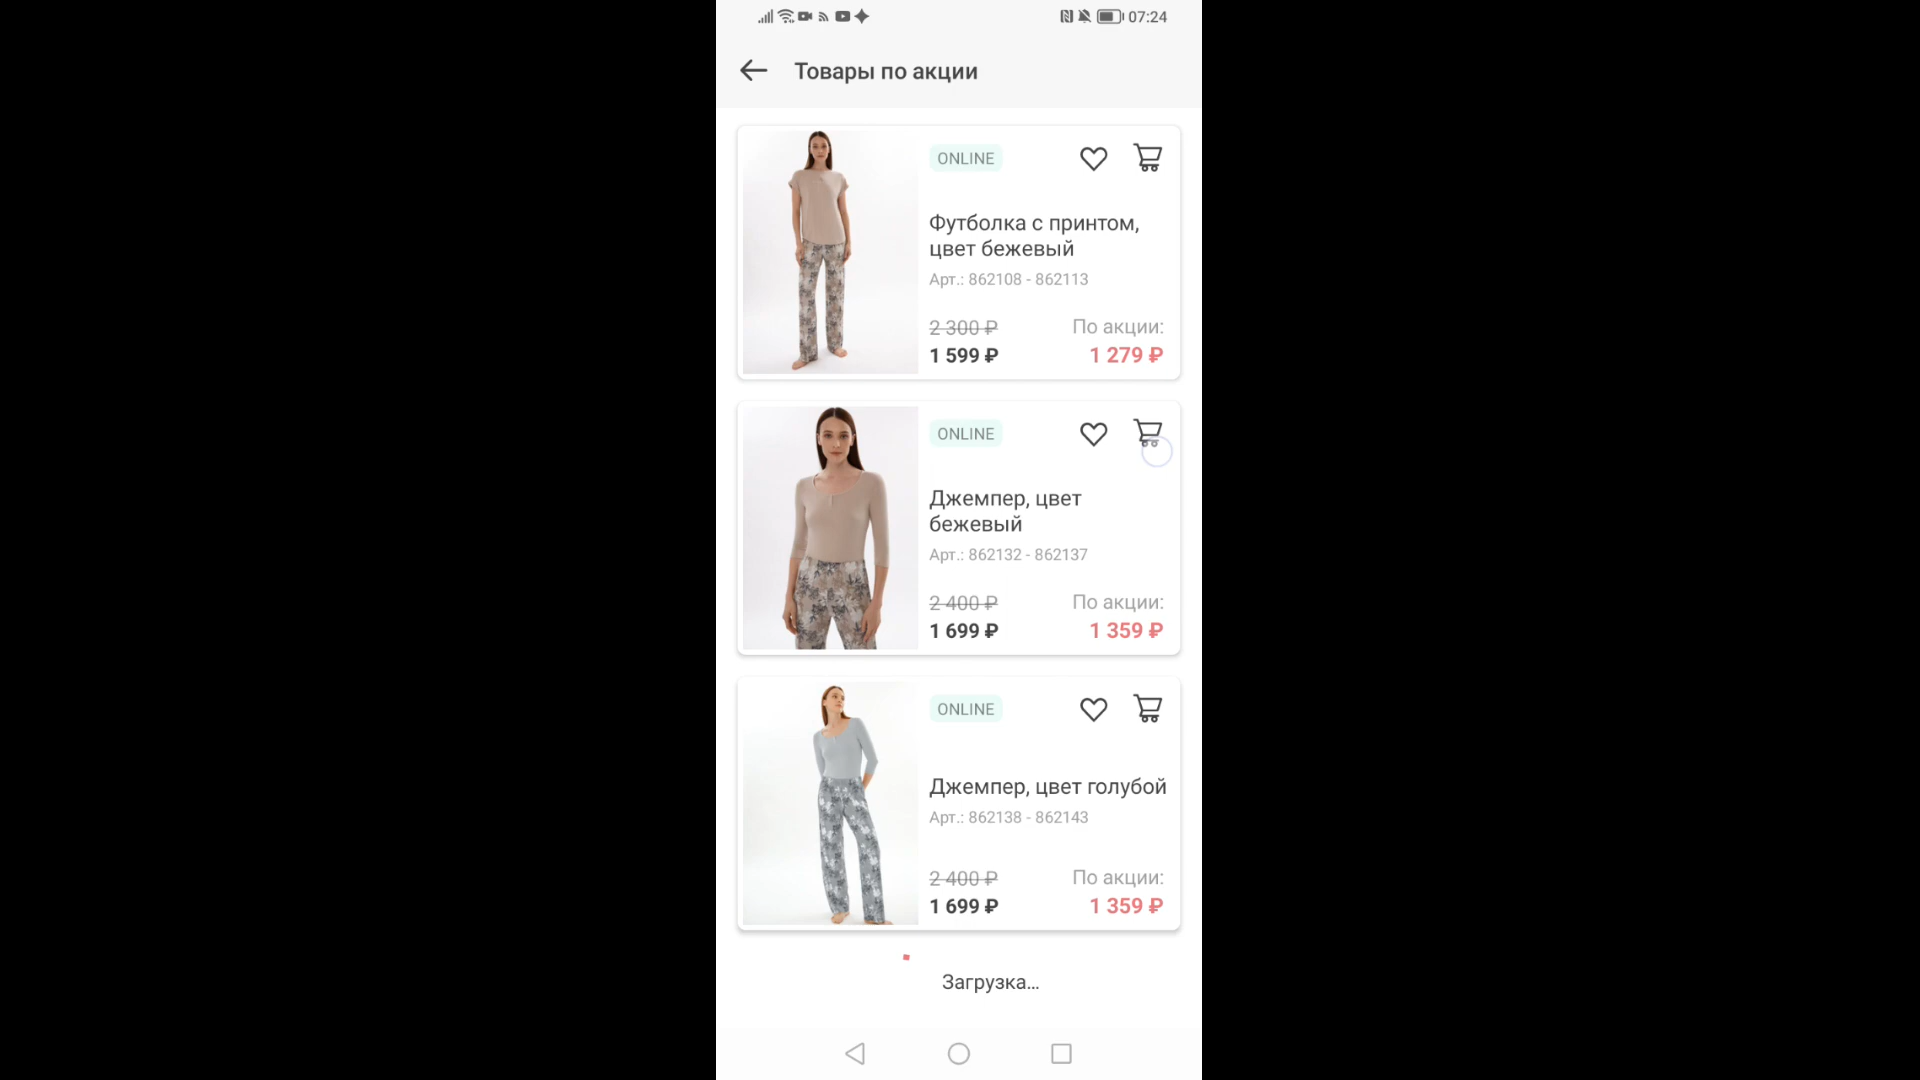 07:24
Товары по акции
ONLINE
Футболка с принтом,
цвет бежевый
Арт.: 862108 - 862113
2 300 ₽
По акции:
1 599 ₽
1 279 ₽
ONLINE
Джемпер, цвет
бежевый
Арт.: 862132 - 862137
2 400 ₽
По акции:
1 699 ₽
1 359 ₽
ONLINE
Джемпер, цвет голубой
Арт.: 862138 - 862143
2 400 ₽
По акции:
1 699 ₽
1 359 ₽
Загрузка...